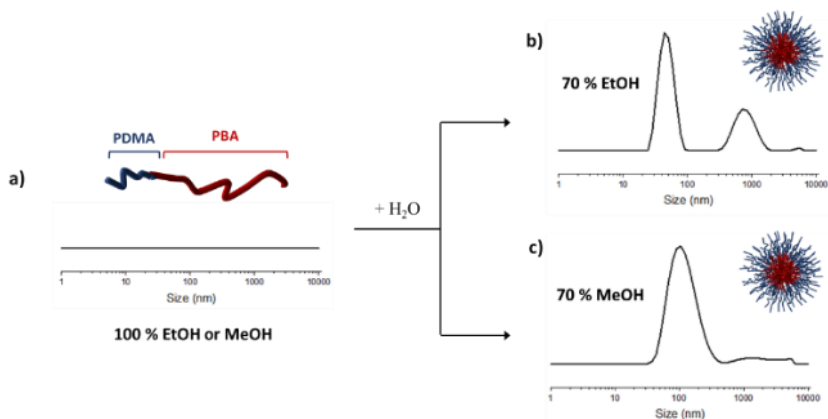 a)
PDMA PBA
1 10 100 1000 10000
Size (nm)
100 % EtOH or MeOH
+ H₂O
b)
70 % EtOH
1 10 100 1000 10000
Size (nm)
c)
70 % MeOH
1 10 100 1000 10000
Size (nm)